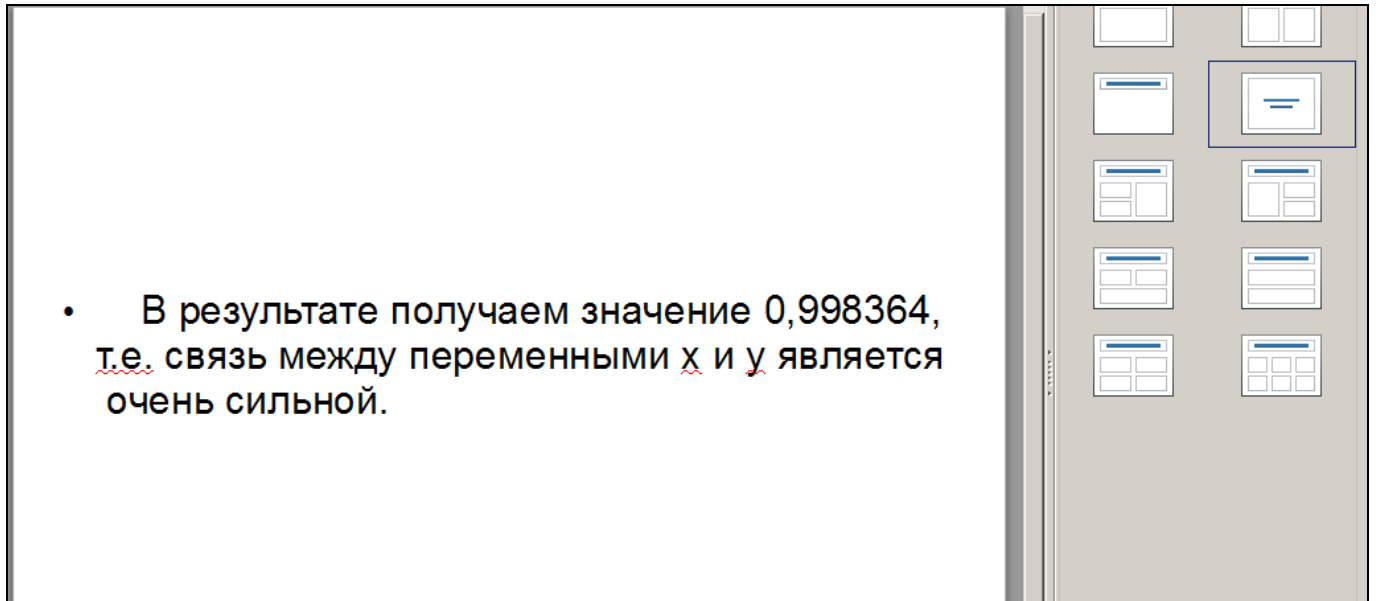 • В результате получаем значение 0,998364,
т.е. связь между переменными x и y является
очень сильной.